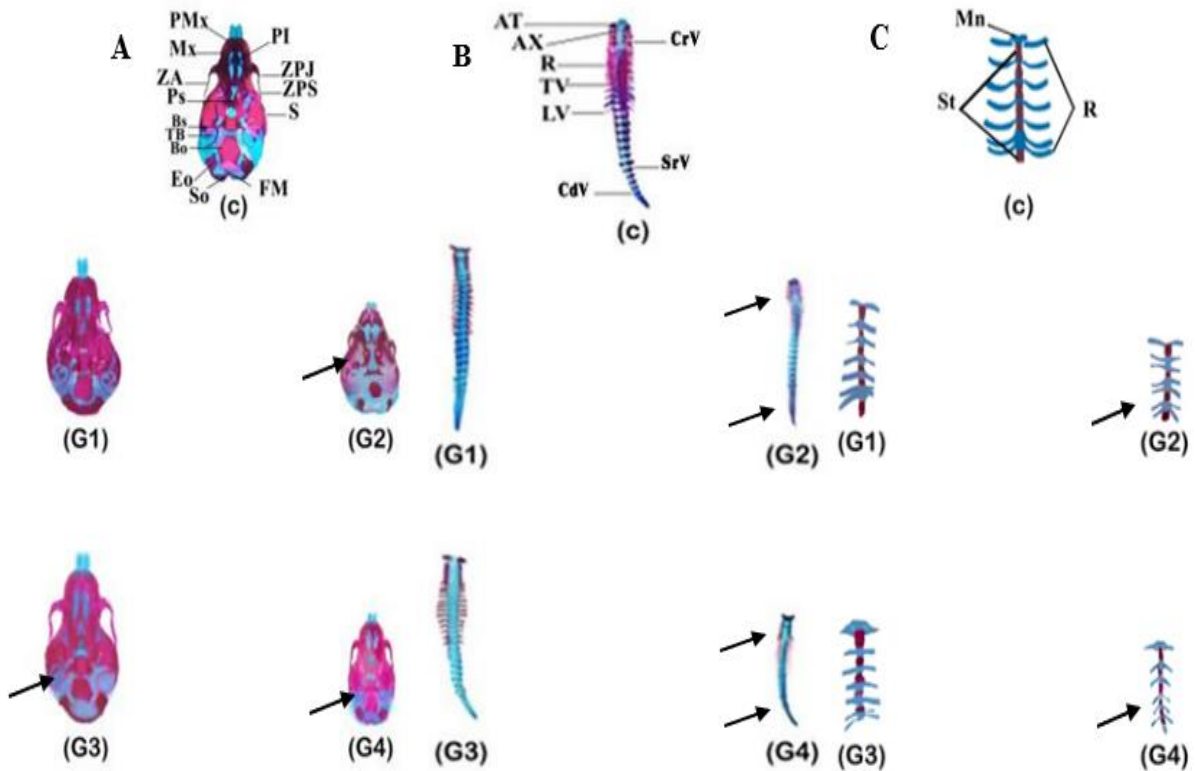 A
PMx
Mx
ZA
Ps
Bs
TB
Bo
Eo
So
PI
ZPJ
ZPS
S
FM
(c)
B
AT
AX
R
TV
LV
CdV
CrV
SrV
(c)
C
Mn
St
R
(c)
(G1)
(G2)
(G1)
(G2)
(G1)
(G2)
(G3)
(G4)
(G3)
(G4)
(G3)
(G4)